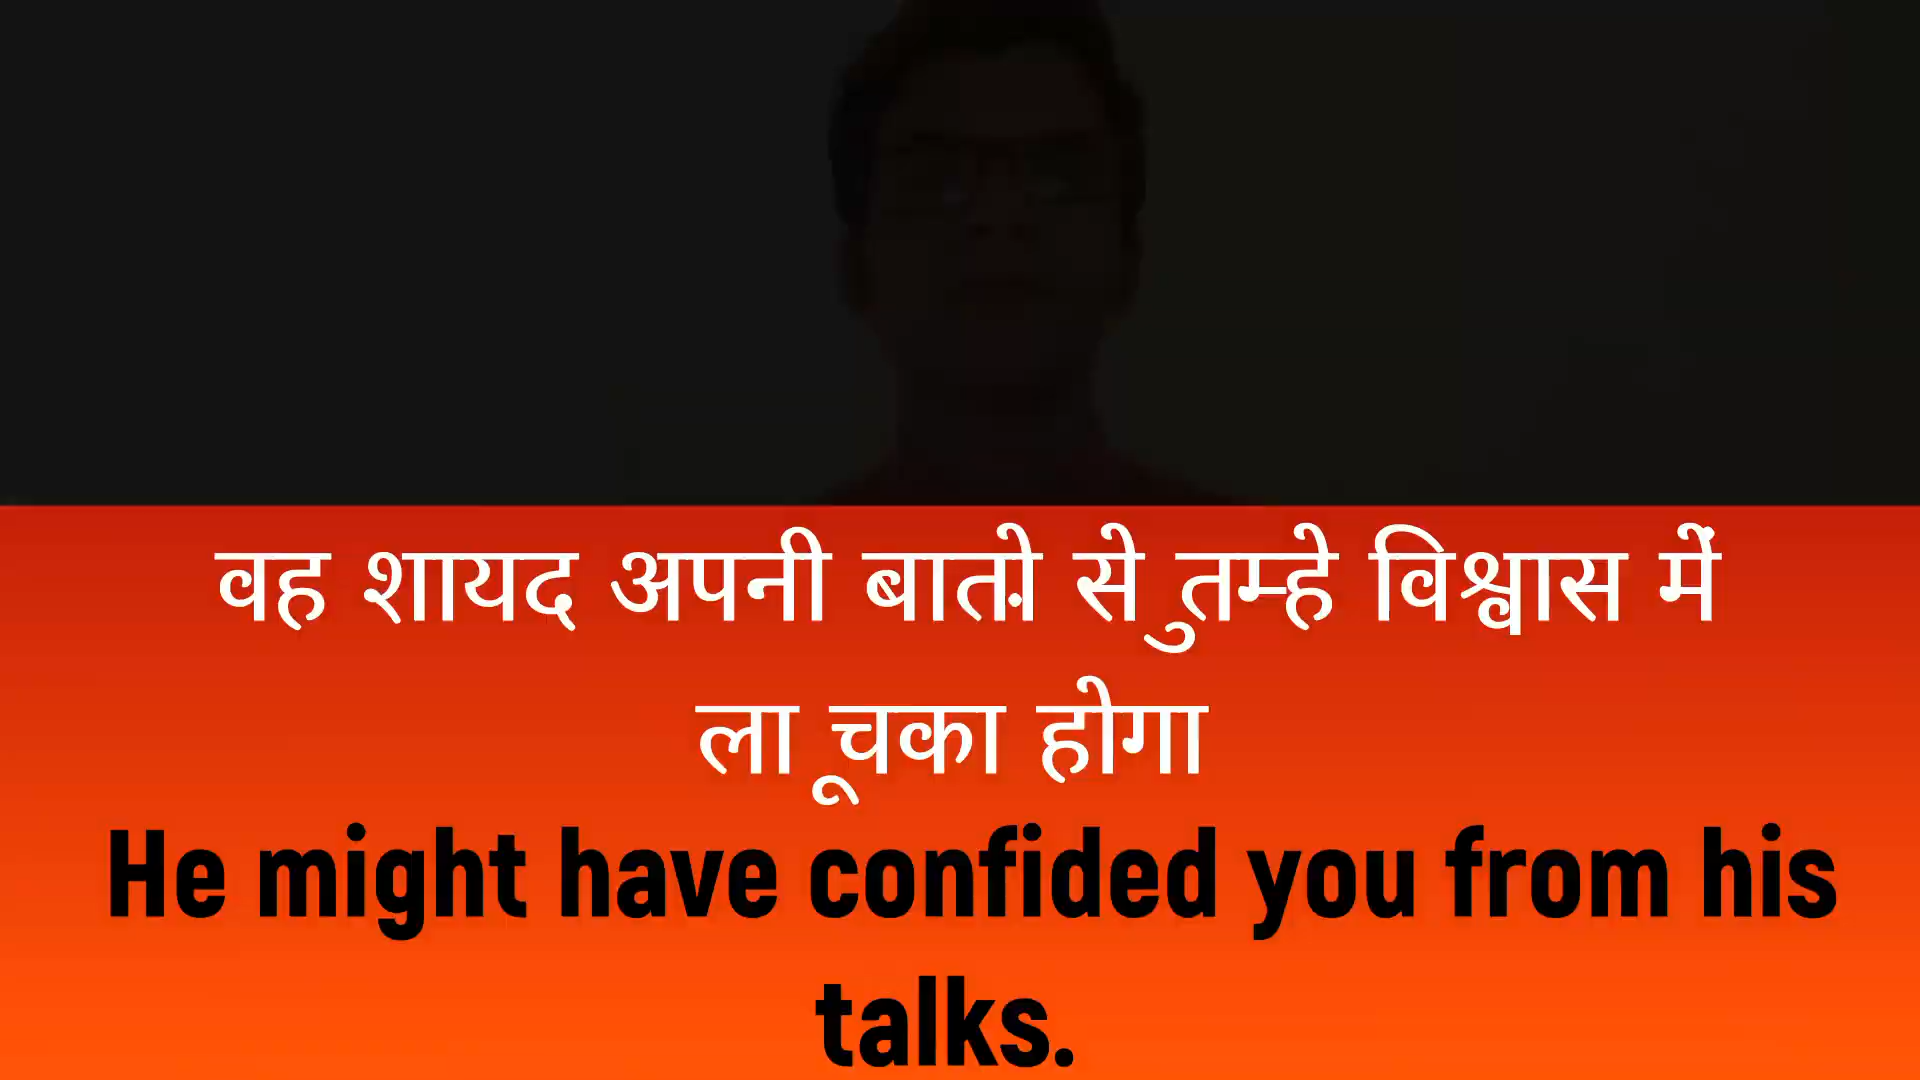 वह शायद अपनी बातो़ से तुम्हे विश्वास में
ला चूका होगा
He might have confided you from his
talks.